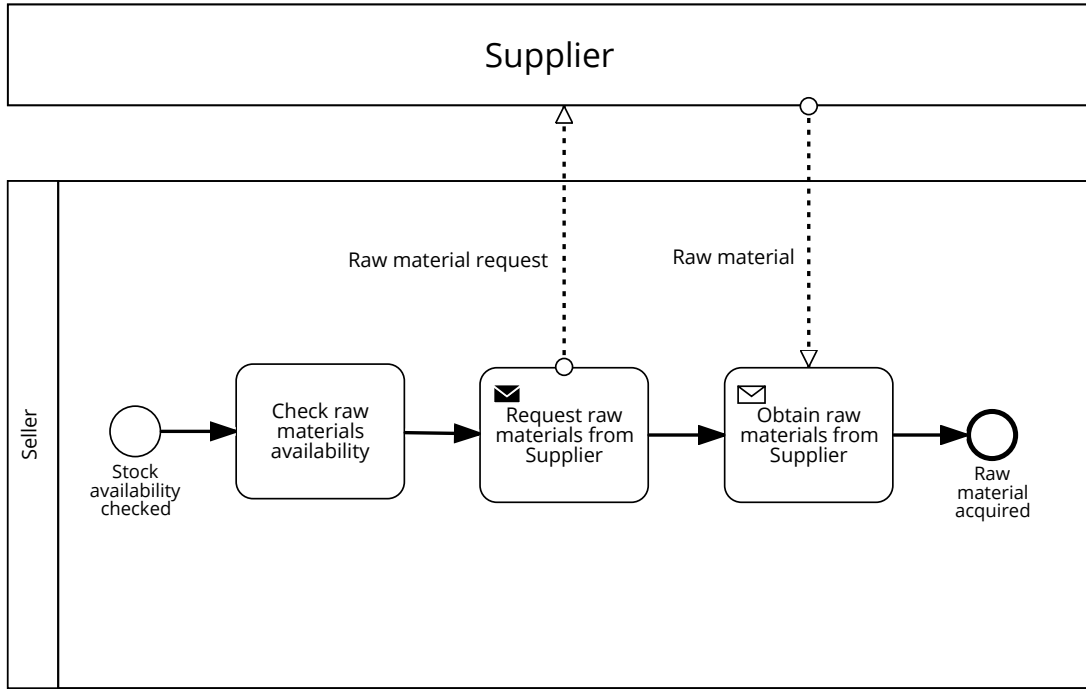 Supplier
Raw material request
Raw material
Seller
Stock
availability
checked
Check raw
materials
availability
Request raw
materials from
Supplier
Obtain raw
materials from
Supplier
Raw
material
acquired